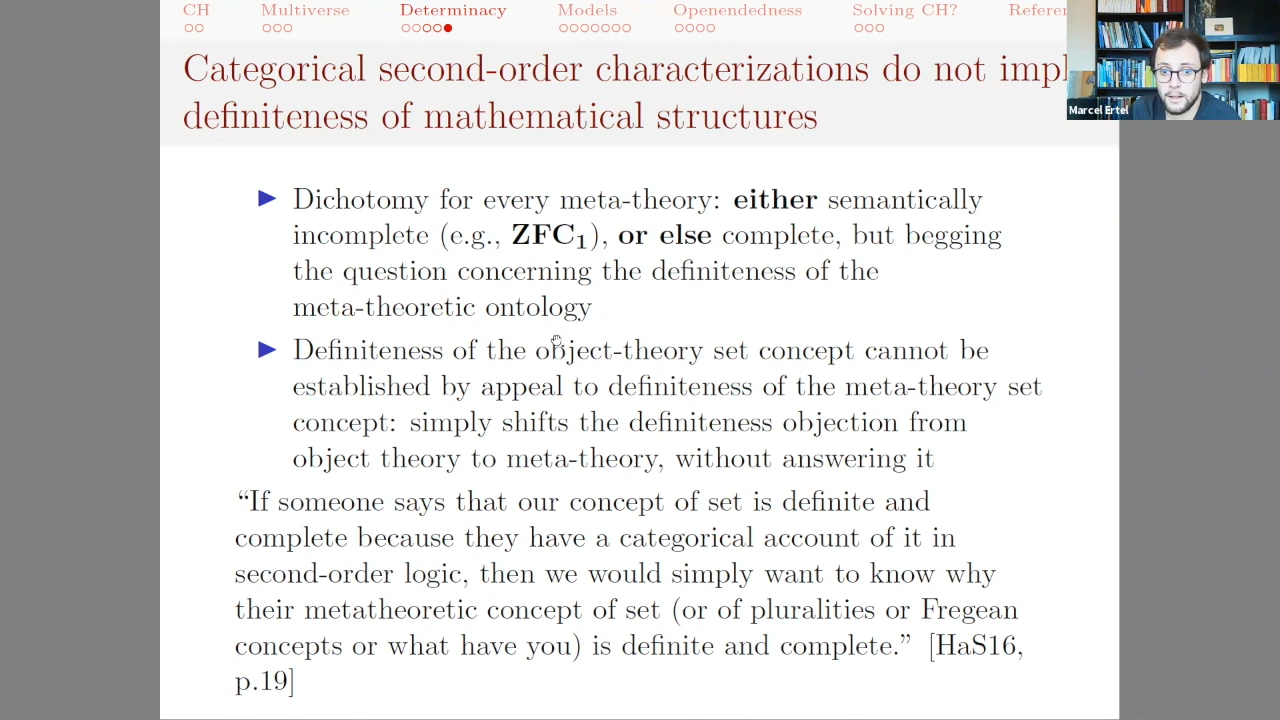 CH Multiverse Determinacy Models Openendedness Solving CH? Refer
Marcel Ertel
Categorical second-order characterizations do not impl
definiteness of mathematical structures
Dichotomy for every meta-theory: either semantically
incomplete (e.g., ZFC₁), or else complete, but begging
the question concerning the definiteness of the
meta-theoretic ontology
Definiteness of the object-theory set concept cannot be
established by appeal to definiteness of the meta-theory set
concept: simply shifts the definiteness objection from
object theory to meta-theory, without answering it
“If someone says that our concept of set is definite and
complete because they have a categorical account of it in
second-order logic, then we would simply want to know why
their metatheoretic concept of set (or of pluralities or Fregean
concepts or what have you) is definite and complete.” [HaS16,
p.19]